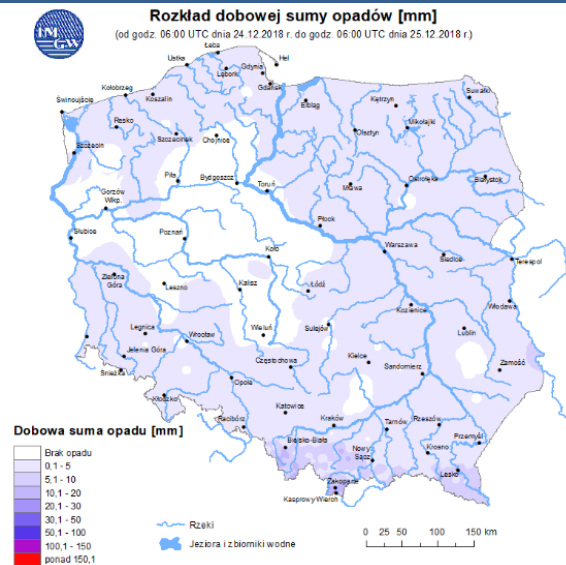 Rozkład dobowej sumy opadów [mm]
(od godz. 06:00 UTC dnia 24.12.2018 r. do godz. 06:00 UTC dnia 25.12.2018 r.)
IMGW
Łeba
Ustka
Hel
Gdynia
Lębork
Gdańsk
Kołobrzeg
Koszalin
Świnoujście
Elbląg
Kętrzyn
Suwałki
Resko
Szczecinek
Chojnice
Olsztyn
Mikołajki
Szczecin
Piła
Bydgoszcz
Toruń
Mława
Ostrołęka
Białystok
Gorzów
Wlkp.
Płock
Słubice
Poznań
Koło
Warszawa
Siedlce
Terespol
Zielona
Góra
Leszno
Kalisz
Łódź
Kozienice
Włodawa
Legnica
Wrocław
Wieluń
Sulejów
Lublin
Jelenia Góra
Śnieżka
Częstochowa
Kielce
Sandomierz
Zamość
Opole
Kłodzko
Racibórz
Katowice
Kraków
Tarnów
Rzeszów
Przemyśl
Bielsko-Biała
Nowy
Sącz
Krosno
Lesko
Zakopane
Kasprowy Wierch
Dobowa suma opadu [mm]
Brak opadu
0,1 - 5
5,1 - 10
10,1 - 20
20,1 - 30
30,1 - 50
50,1 - 100
100,1 - 150
ponad 150,1
Rzeki
Jeziora i zbiorniki wodne
0 25 50 100 150 km